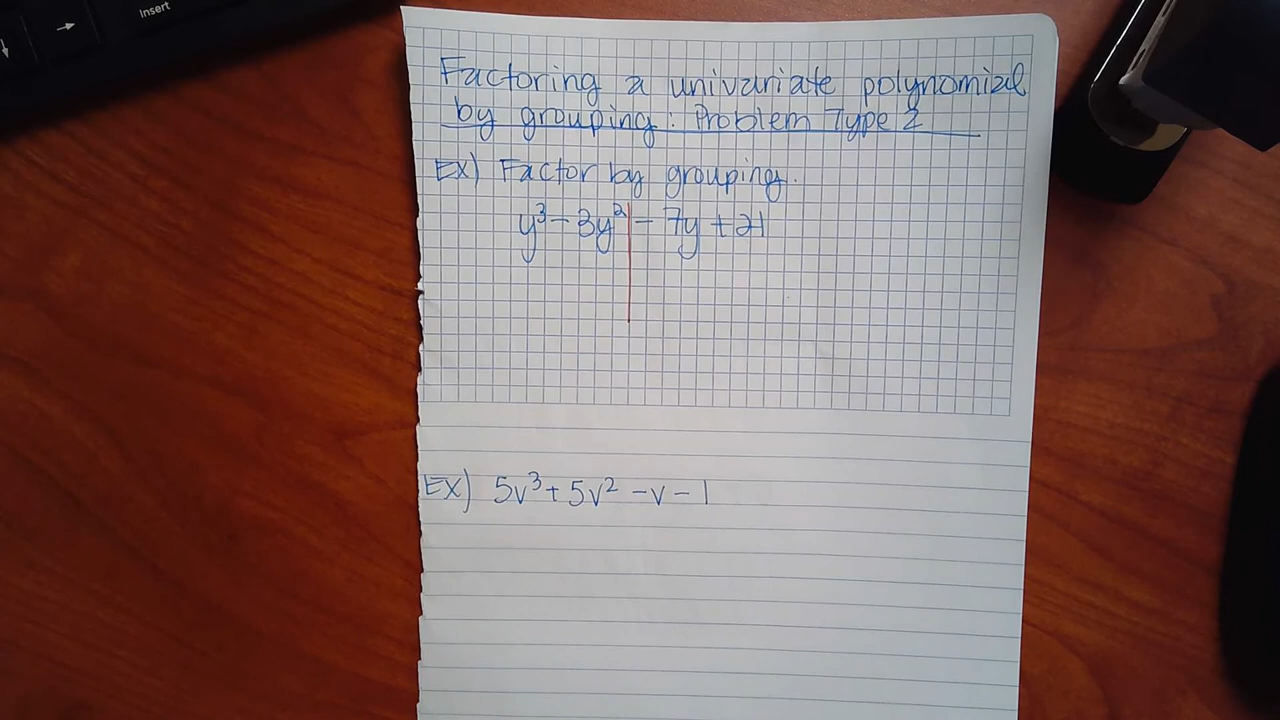 Insert
→
↓
Factoring a univariate polynomial
by grouping: Problem Type 2
Ex) Factor by grouping.
y³ - 3y² - 7y + 21
Ex) 5v³ + 5v² - v - 1